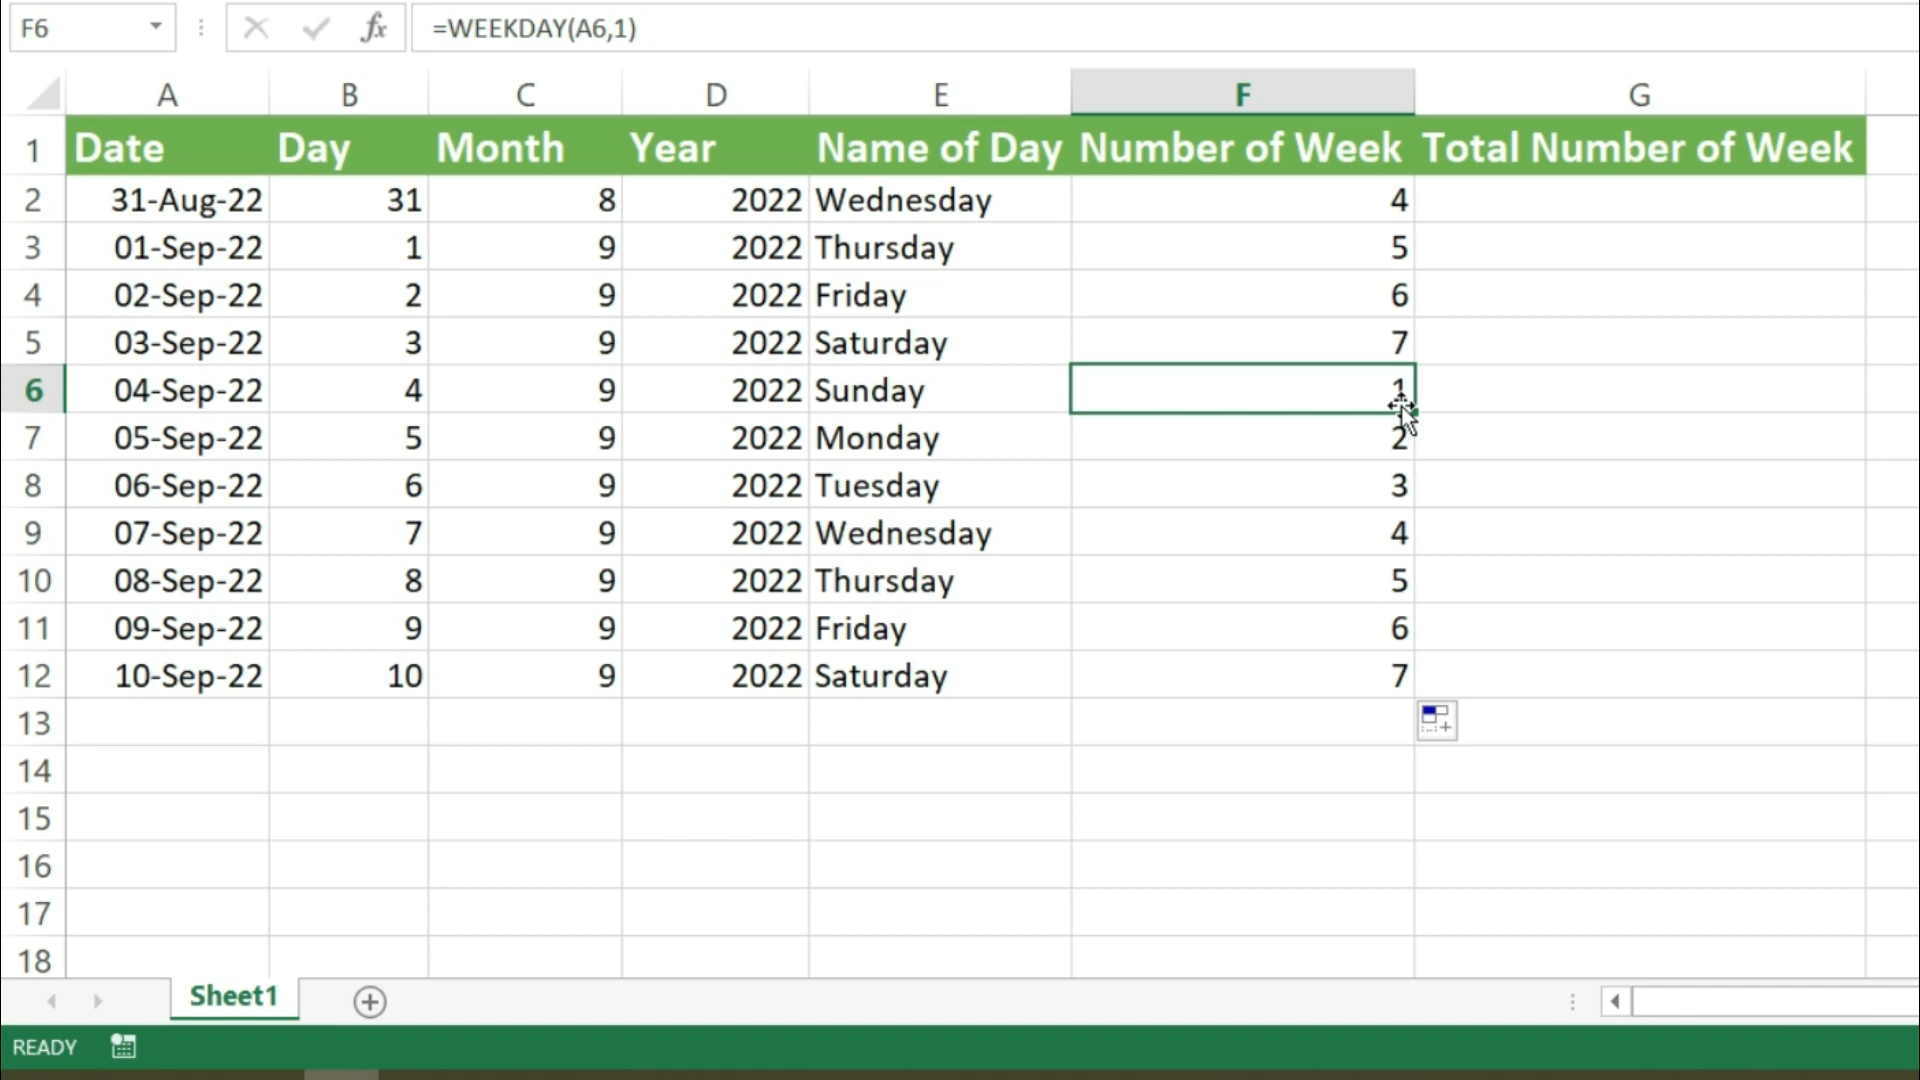 F6 fx =WEEKDAY(A6,1)
A B C D E F G
1 Date Day Month Year Name of Day Number of Week Total Number of Week
2 31-Aug-22 31 8 2022 Wednesday 4
3 01-Sep-22 1 9 2022 Thursday 5
4 02-Sep-22 2 9 2022 Friday 6
5 03-Sep-22 3 9 2022 Saturday 7
6 04-Sep-22 4 9 2022 Sunday 1
7 05-Sep-22 5 9 2022 Monday 2
8 06-Sep-22 6 9 2022 Tuesday 3
9 07-Sep-22 7 9 2022 Wednesday 4
10 08-Sep-22 8 9 2022 Thursday 5
11 09-Sep-22 9 9 2022 Friday 6
12 10-Sep-22 10 9 2022 Saturday 7
13
14
15
16
17
18
Sheet1
READY